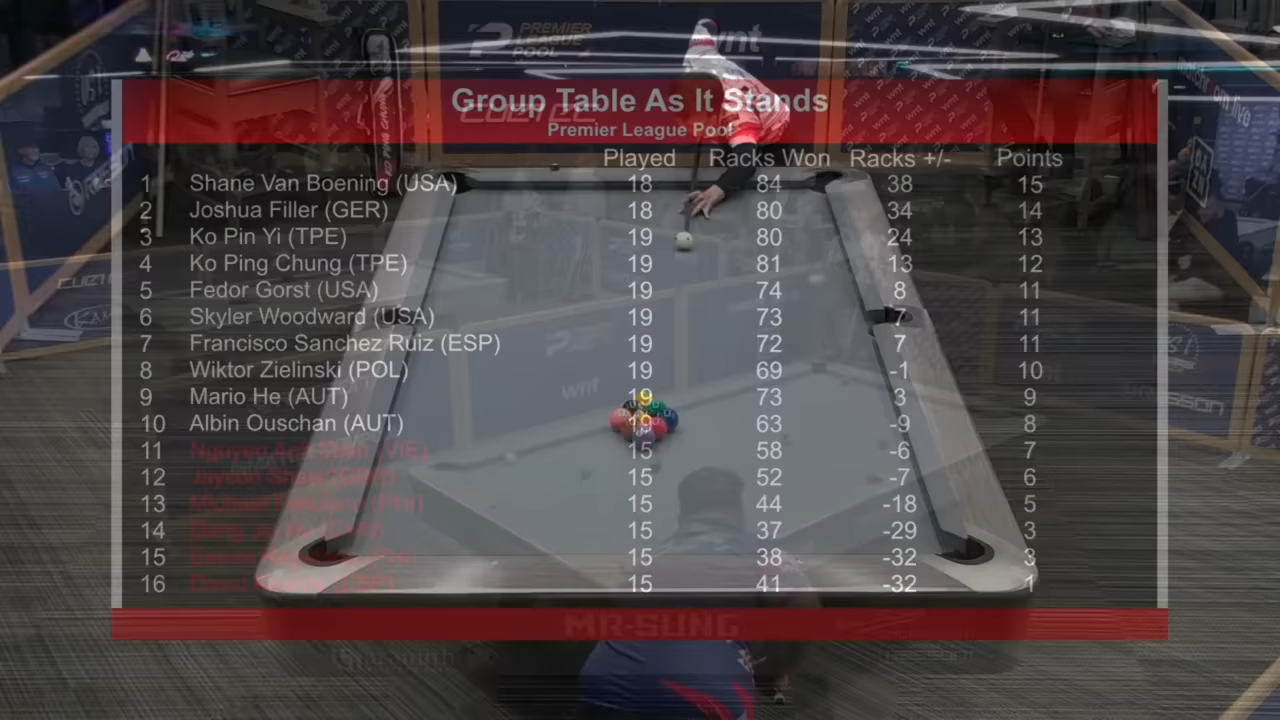 PREMIER LEAGUE POOL
wnt
Group Table As It Stands
Premier League Pool
Played Racks Won Racks +/- Points
1 Shane Van Boening (USA) 18 84 38 15
2 Joshua Filler (GER) 18 80 34 14
3 Ko Pin Yi (TPE) 19 80 24 13
4 Ko Ping Chung (TPE) 19 81 13 12
5 Fedor Gorst (USA) 19 74 8 11
6 Skyler Woodward (USA) 19 73 7 11
7 Francisco Sanchez Ruiz (ESP) 19 72 7 11
8 Wiktor Zielinski (POL) 19 69 -1 10
9 Mario He (AUT) 19 73 3 9
10 Albin Ouschan (AUT) 19 63 -9 8
11 15 58 -6 7
12 15 52 -7 6
13 15 44 -18 5
14 15 37 -29 3
15 15 38 -32 3
16 15 41 -32 1
MR-SUNG